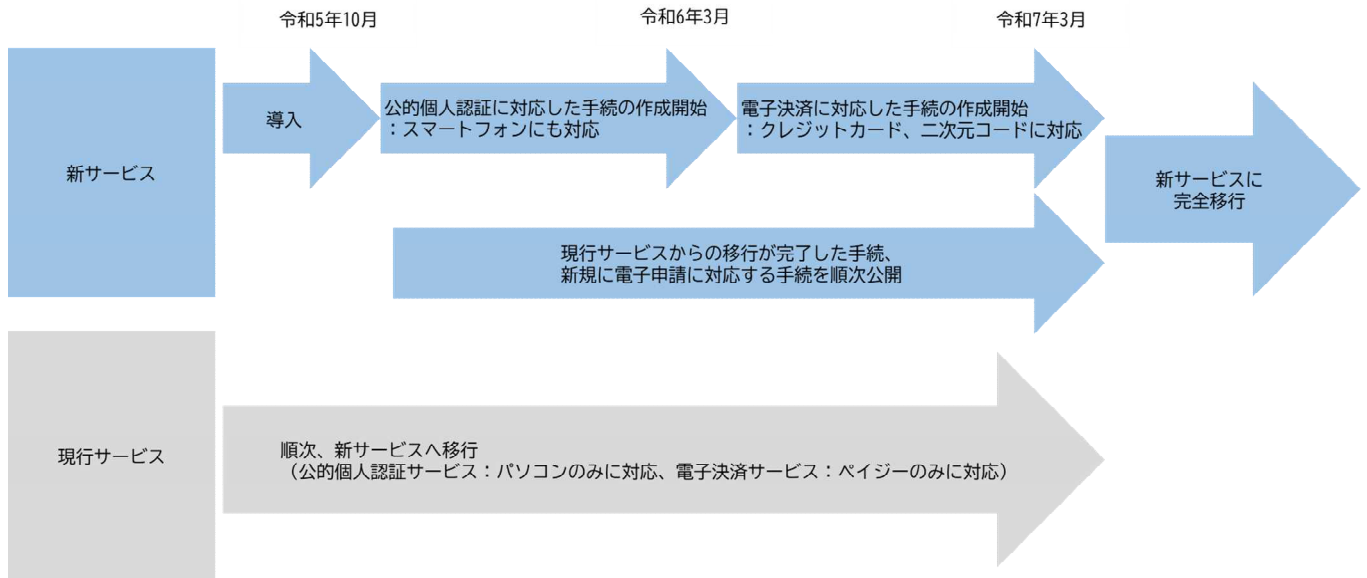 令和5年10月
令和6年3月
令和7年3月
新サービス
導入
公的個人認証に対応した手続の作成開始
：スマートフォンにも対応
電子決済に対応した手続の作成開始
：クレジットカード、二次元コードに対応
新サービスに
完全移行
現行サービスからの移行が完了した手続、
新規に電子申請に対応する手続を順次公開
現行サービス
順次、新サービスへ移行
（公的個人認証サービス：パソコンのみに対応、電子決済サービス：ペイジーのみに対応）